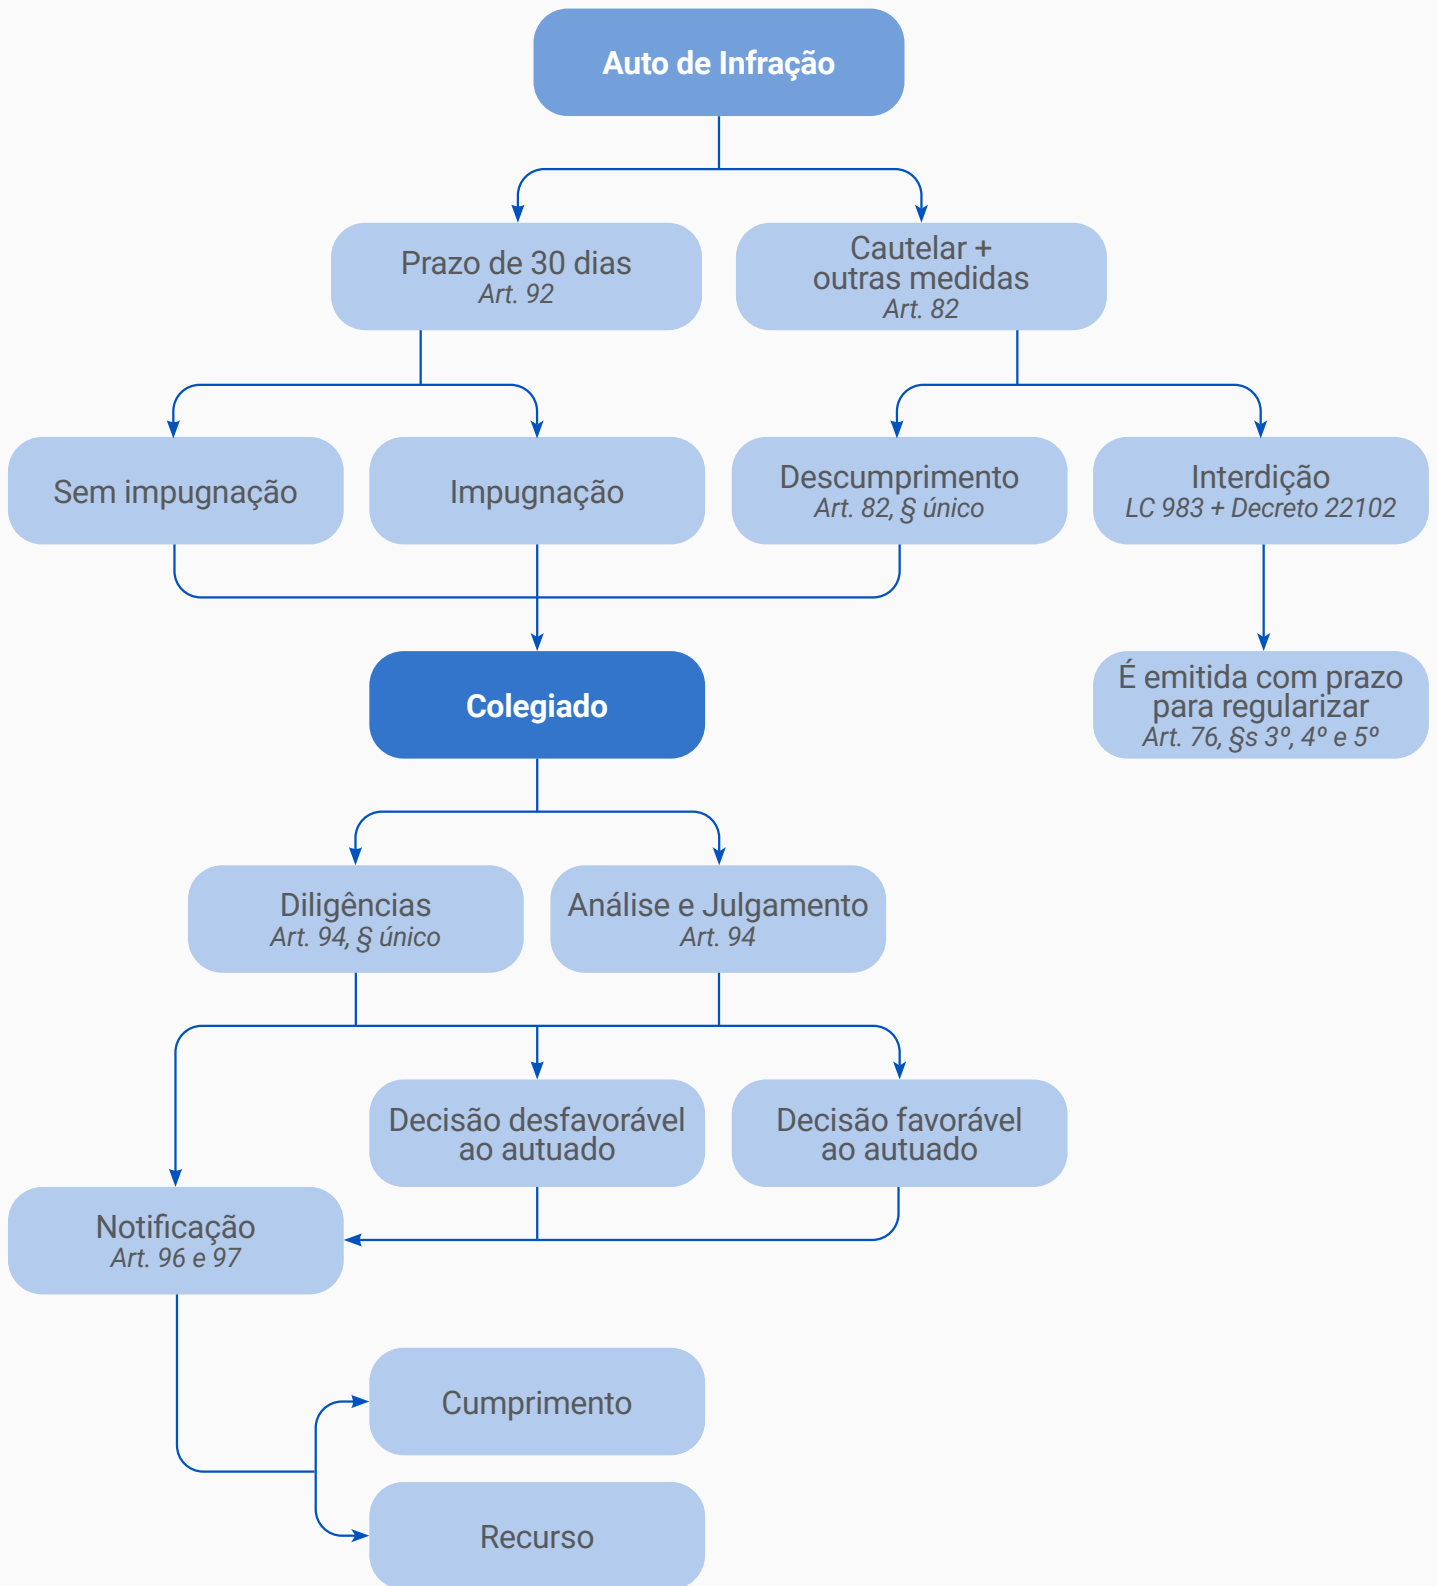 Auto de Infração
Prazo de 30 dias
Art. 92
Cautelar +
outras medidas
Art. 82
Sem impugnação
Impugnação
Descumprimento
Art. 82, § único
Interdição
LC 983 + Decreto 22102
Colegiado
É emitida com prazo
para regularizar
Art. 76, §s 3º, 4º e 5º
Diligências
Art. 94, § único
Análise e Julgamento
Art. 94
Decisão desfavorável
ao autuado
Decisão favorável
ao autuado
Notificação
Art. 96 e 97
Cumprimento
Recurso